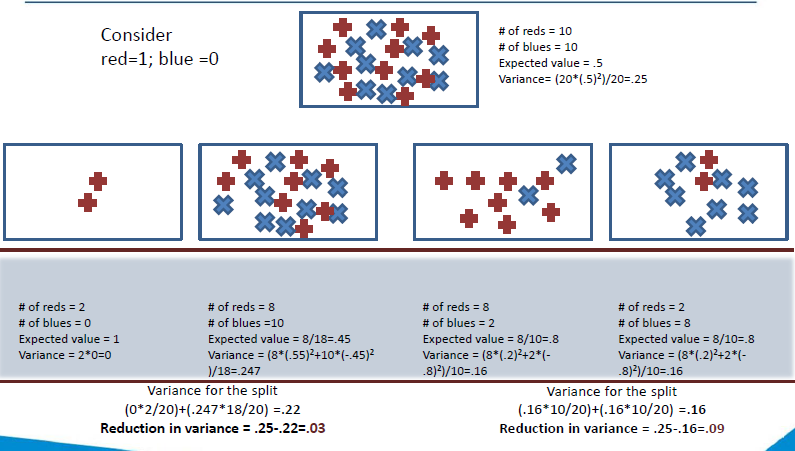 Consider
red=1; blue =0
# of reds = 10
# of blues = 10
Expected value = .5
Variance= (20*(.5)²)/20=.25
# of reds = 2
# of blues = 0
Expected value = 1
Variance = 2*0=0
# of reds = 8
# of blues =10
Expected value = 8/18=.45
Variance = (8*(.55)²+10*(-.45)²
)/18=.247
# of reds = 8
# of blues = 2
Expected value = 8/10=.8
Variance = (8*(.2)²+2*(-
.8)²)/10=.16
# of reds = 2
# of blues = 8
Expected value = 8/10=.8
Variance = (8*(.2)²+2*(-
.8)²)/10=.16
Variance for the split
(0*2/20)+(.247*18/20) =.22
Reduction in variance = .25-.22=.03
Variance for the split
(.16*10/20)+(.16*10/20) =.16
Reduction in variance = .25-.16=.09